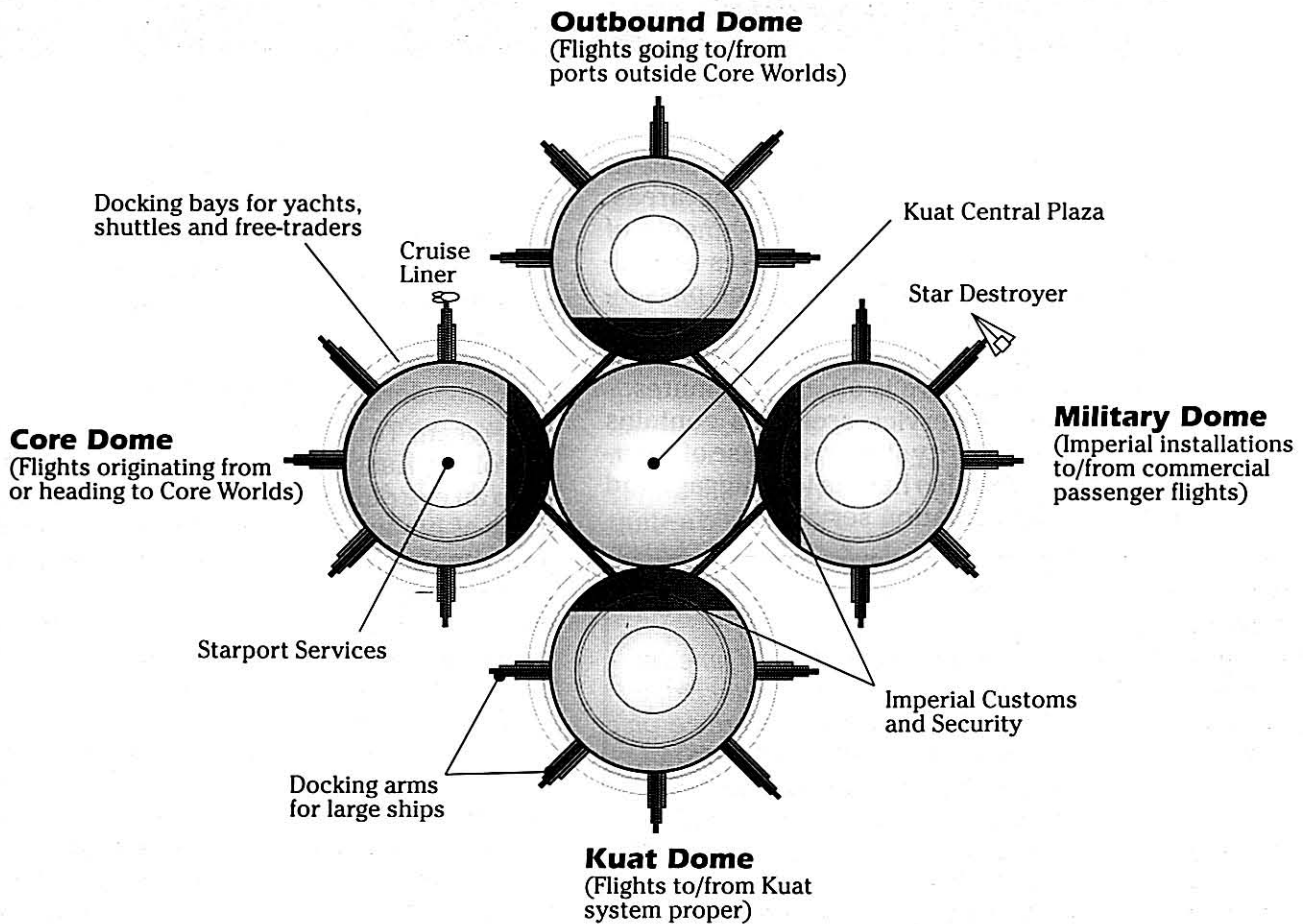 Outbound Dome
(Flights going to/from
ports outside Core Worlds)
Docking bays for yachts,
shuttles and free-traders
Cruise
Liner
Kuat Central Plaza
Star Destroyer
Core Dome
(Flights originating from
or heading to Core Worlds)
Military Dome
(Imperial installations
to/from commercial
passenger flights)
Starport Services
Imperial Customs
and Security
Docking arms
for large ships
Kuat Dome
(Flights to/from Kuat
system proper)